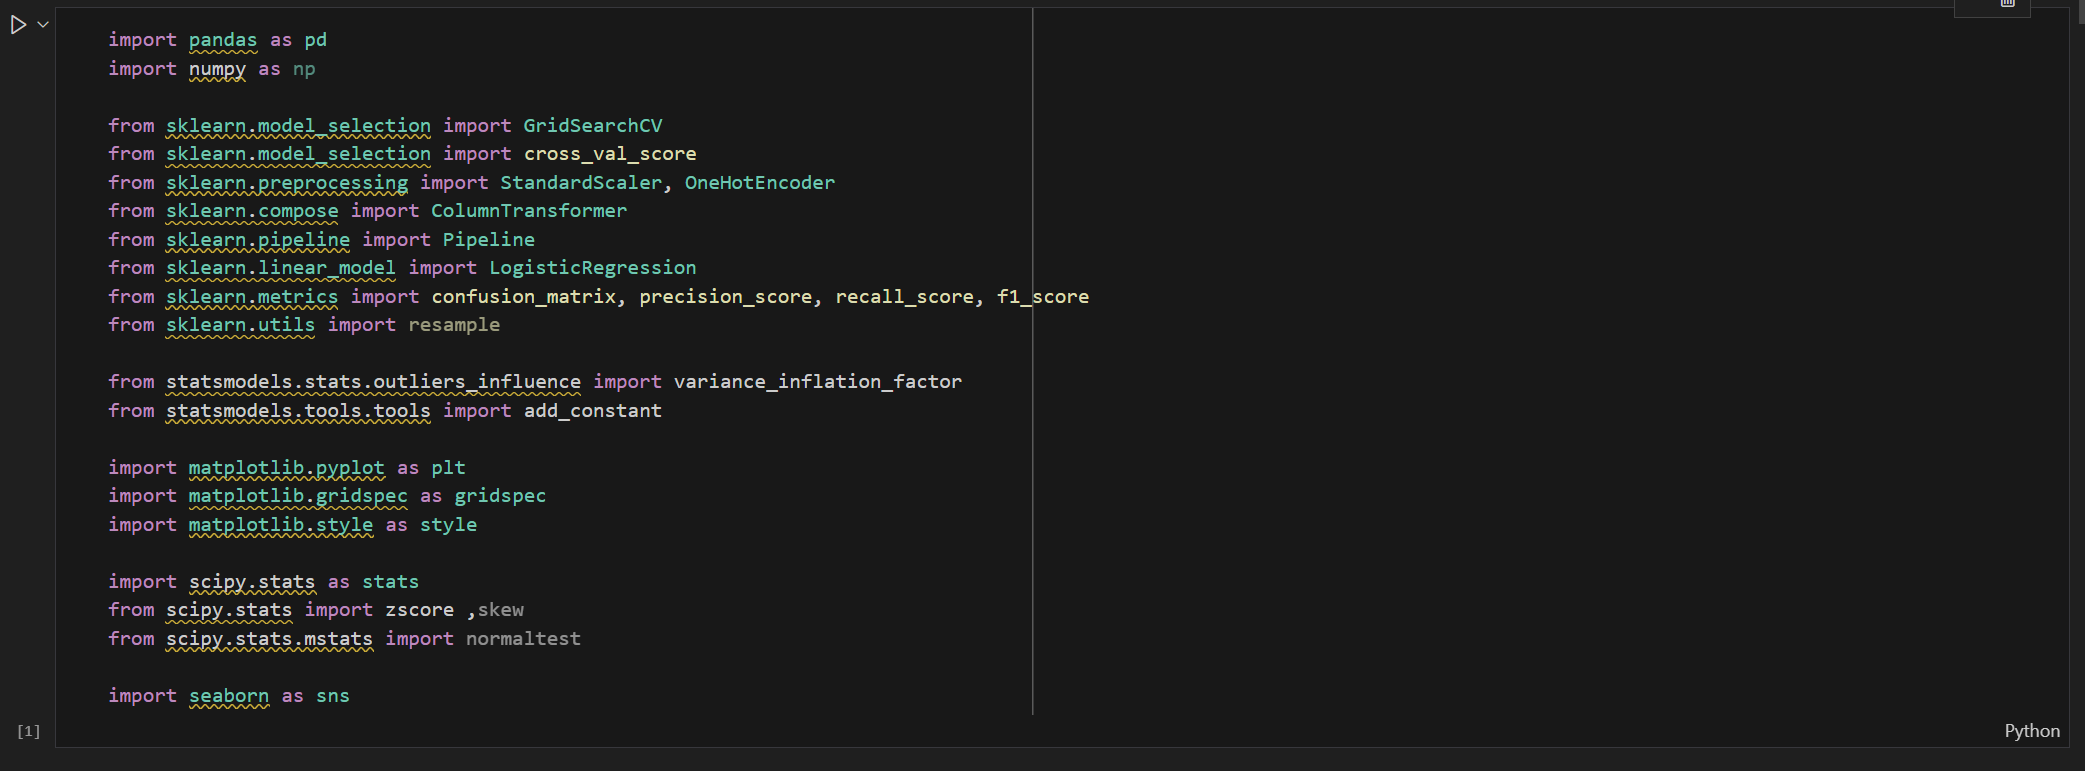 import pandas as pd
import numpy as np
from sklearn.model_selection import GridSearchCV
from sklearn.model_selection import cross_val_score
from sklearn.preprocessing import StandardScaler, OneHotEncoder
from sklearn.compose import ColumnTransformer
from sklearn.pipeline import Pipeline
from sklearn.linear_model import LogisticRegression
from sklearn.metrics import confusion_matrix, precision_score, recall_score, f1_score
from sklearn.utils import resample
from statsmodels.stats.outliers_influence import variance_inflation_factor
from statsmodels.tools.tools import add_constant
import matplotlib.pyplot as plt
import matplotlib.gridspec as gridspec
import matplotlib.style as style
import scipy.stats as stats
from scipy.stats import zscore ,skew
from scipy.stats.mstats import normaltest
import seaborn as sns
[1]
Python